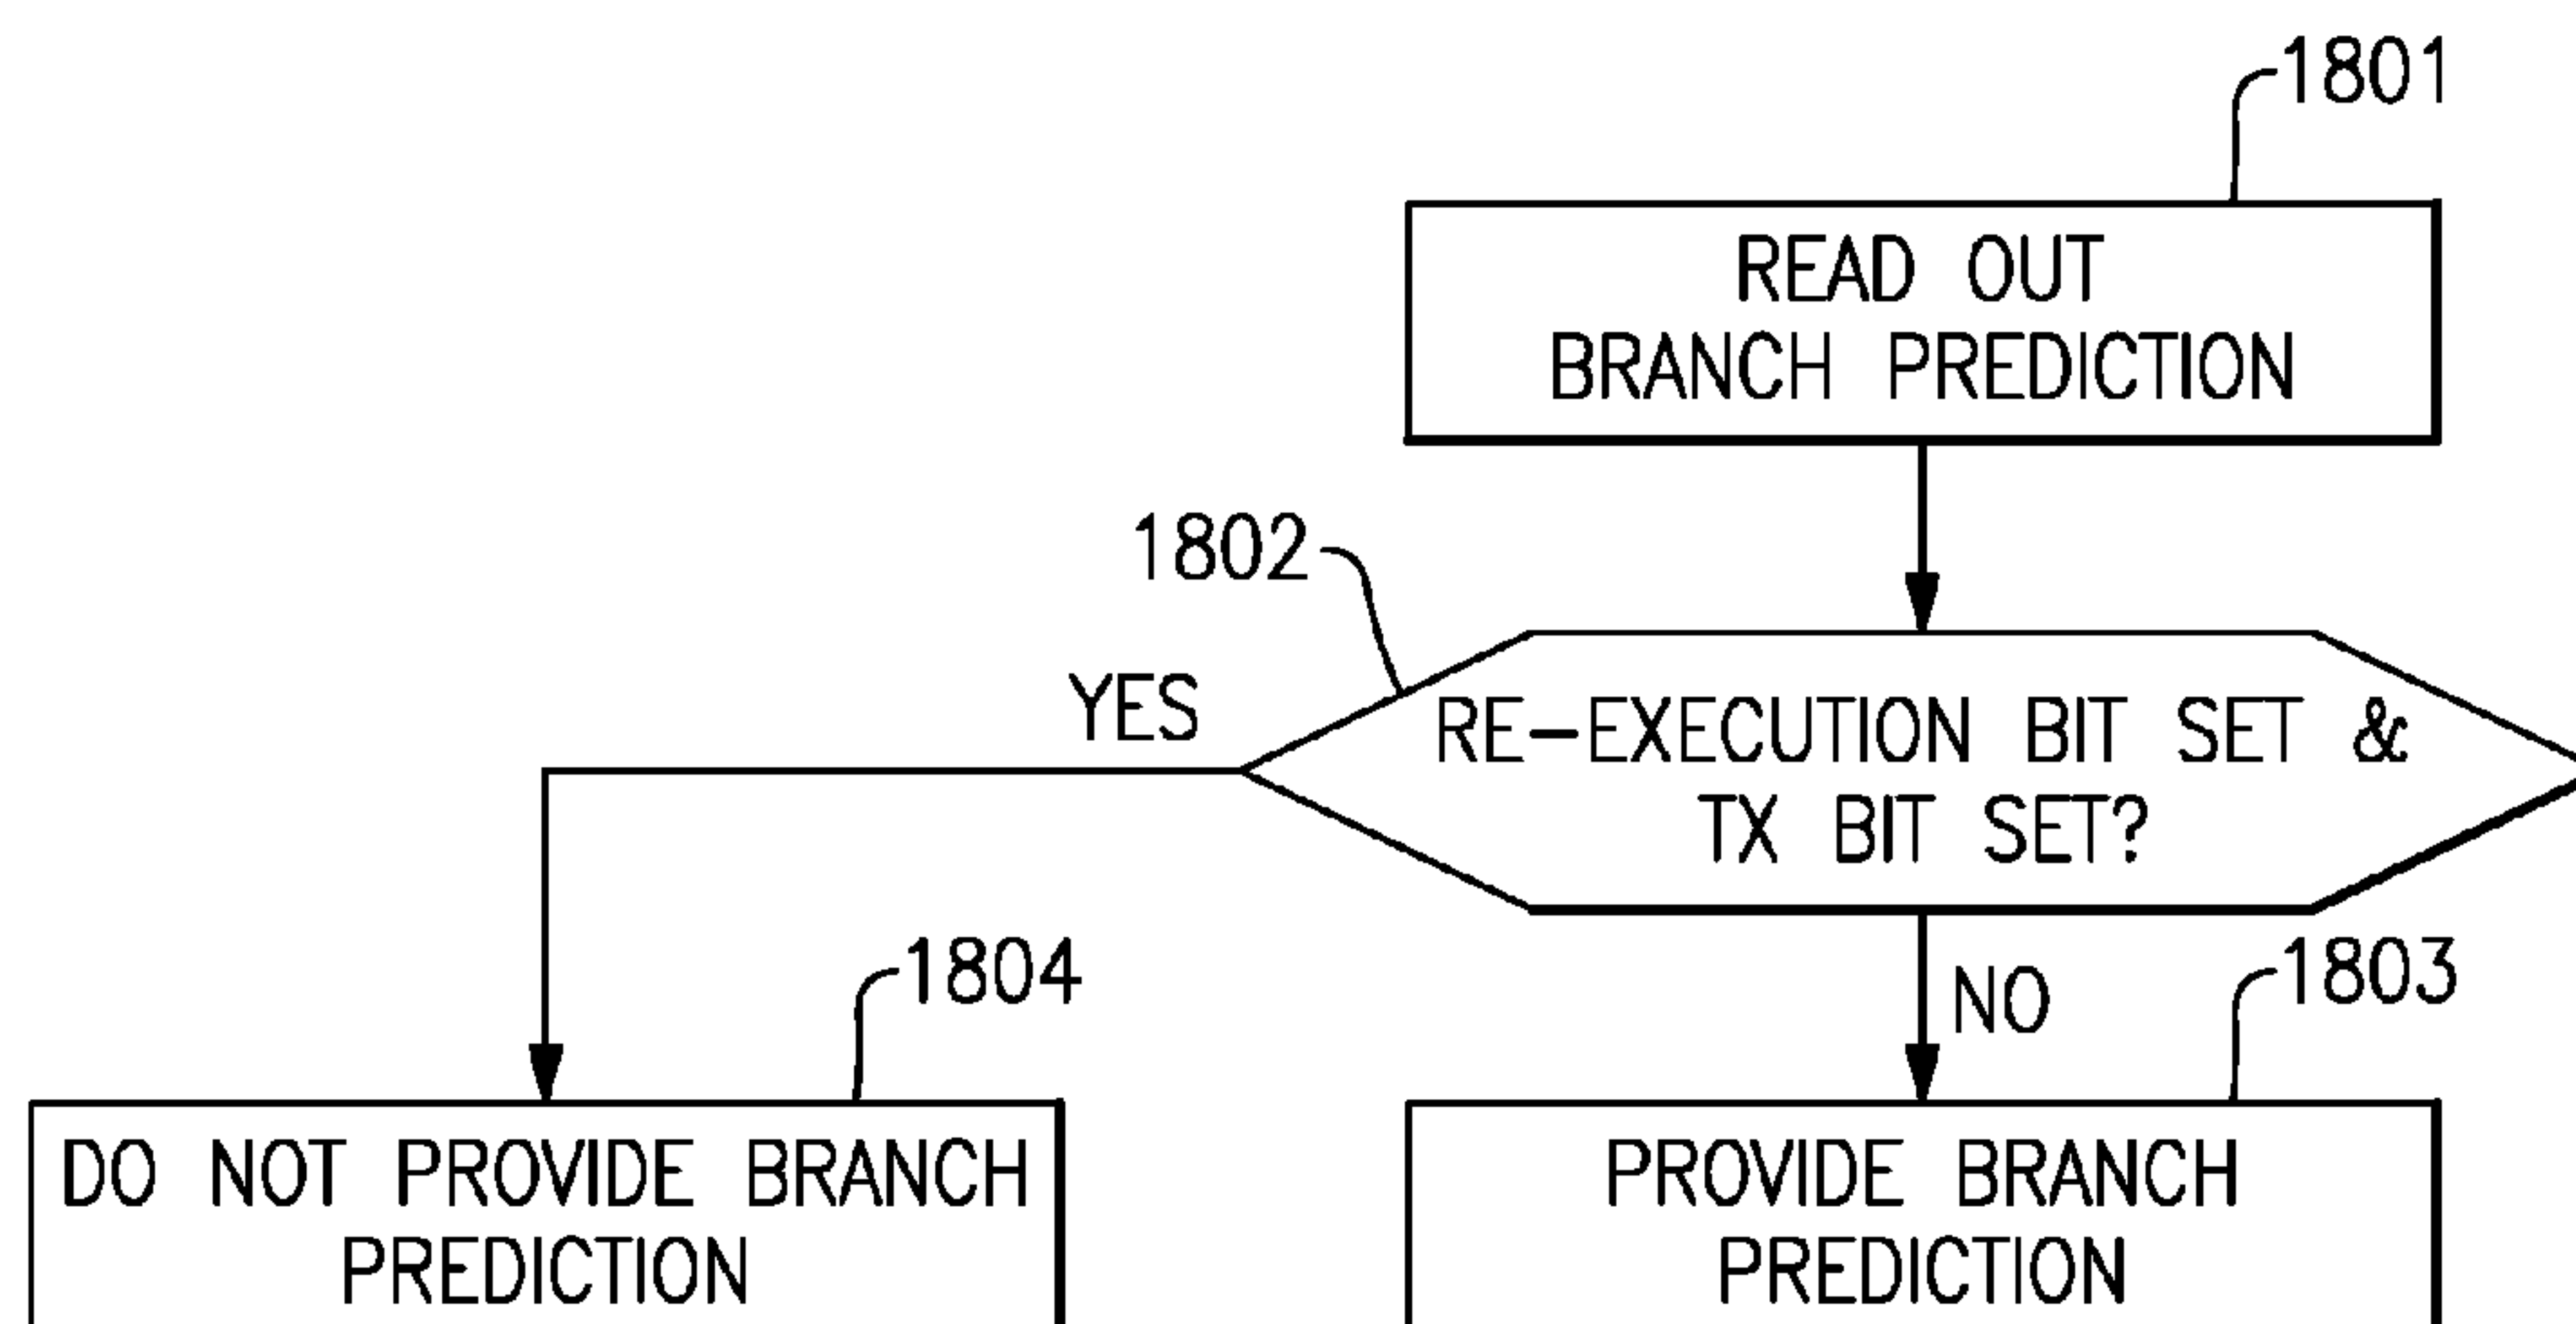 1801
READ OUT
BRANCH PREDICTION
1802
YES
RE-EXECUTION BIT SET &
TX BIT SET?
1804
NO
1803
DO NOT PROVIDE BRANCH
PREDICTION
PROVIDE BRANCH
PREDICTION